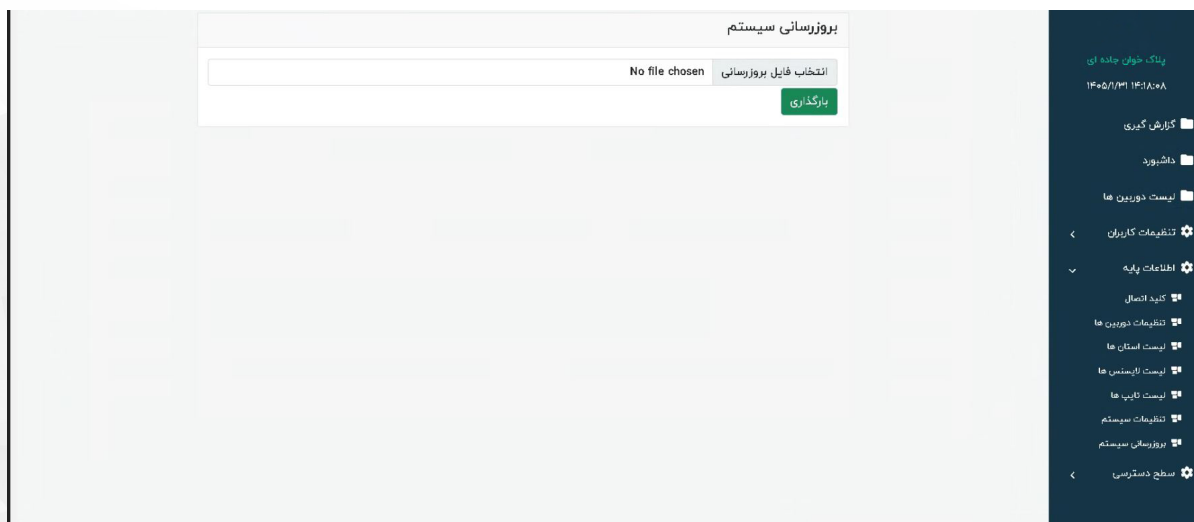 بروزرسانی سیستم
انتخاب فایل بروزرسانی No file chosen
بارگذاری
پلاک خوان جاده ای
۱۴۰۵/۱/۳۱ ۱۴:۱۸:۰۸
گزارش گیری
داشبورد
لیست دوربین ها
تنظیمات کاربران
اطلاعات پایه
کلید اتصال
تنظیمات دوربین ها
لیست استان ها
لیست لایسنس ها
لیست تایپ ها
تنظیمات سیستم
بروزرسانی سیستم
سطح دسترسی